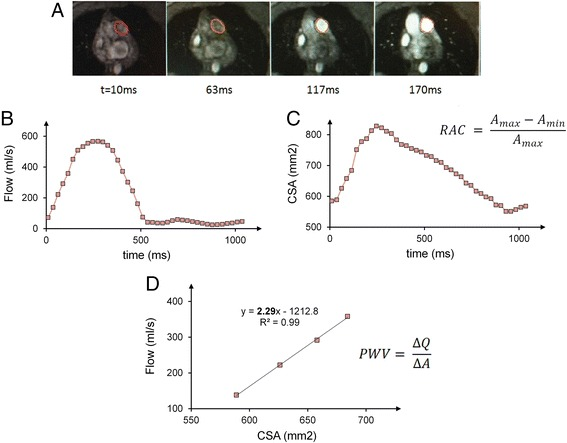 A
t=10ms 63ms 117ms 170ms
B
Flow (ml/s)
600
400
200
0
0 500 1000
time (ms)
C
CSA (mm2)
800
700
600
500
0 500 1000
time (ms)
RAC = Amax − Amin / Amax
D
Flow (ml/s)
400
300
200
100
y = 2.29x - 1212.8
R² = 0.99
550 600 650 700
CSA (mm2)
PWV = ΔQ / ΔA